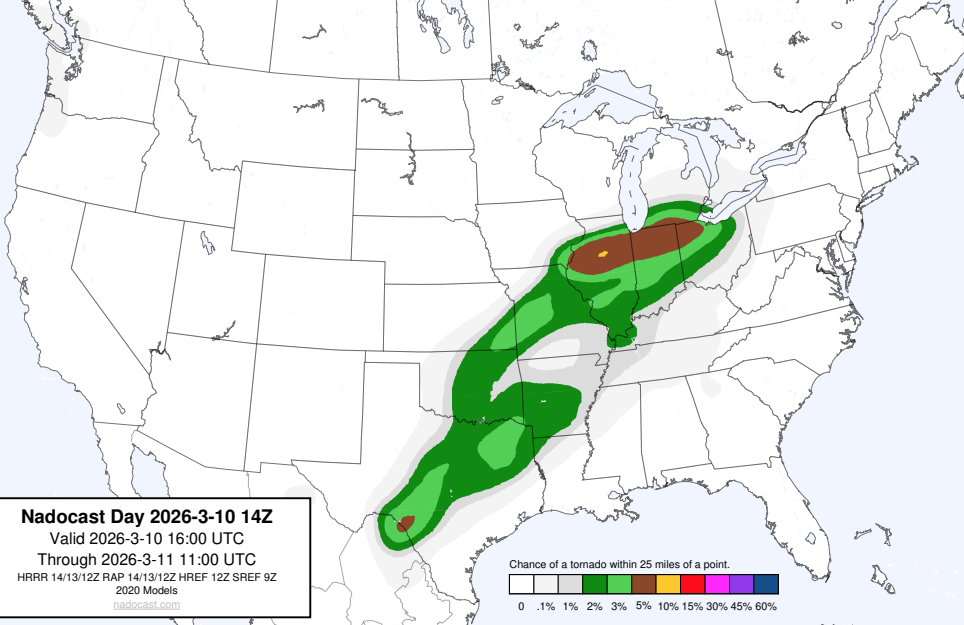 Nadocast Day 2026-3-10 14Z
Valid 2026-3-10 16:00 UTC
Through 2026-3-11 11:00 UTC
HRRR 14/13/12Z RAP 14/13/12Z HREF 12Z SREF 9Z
2020 Models
nadocast.com
Chance of a tornado within 25 miles of a point.
0 .1% 1% 2% 3% 5% 10% 15% 30% 45% 60%